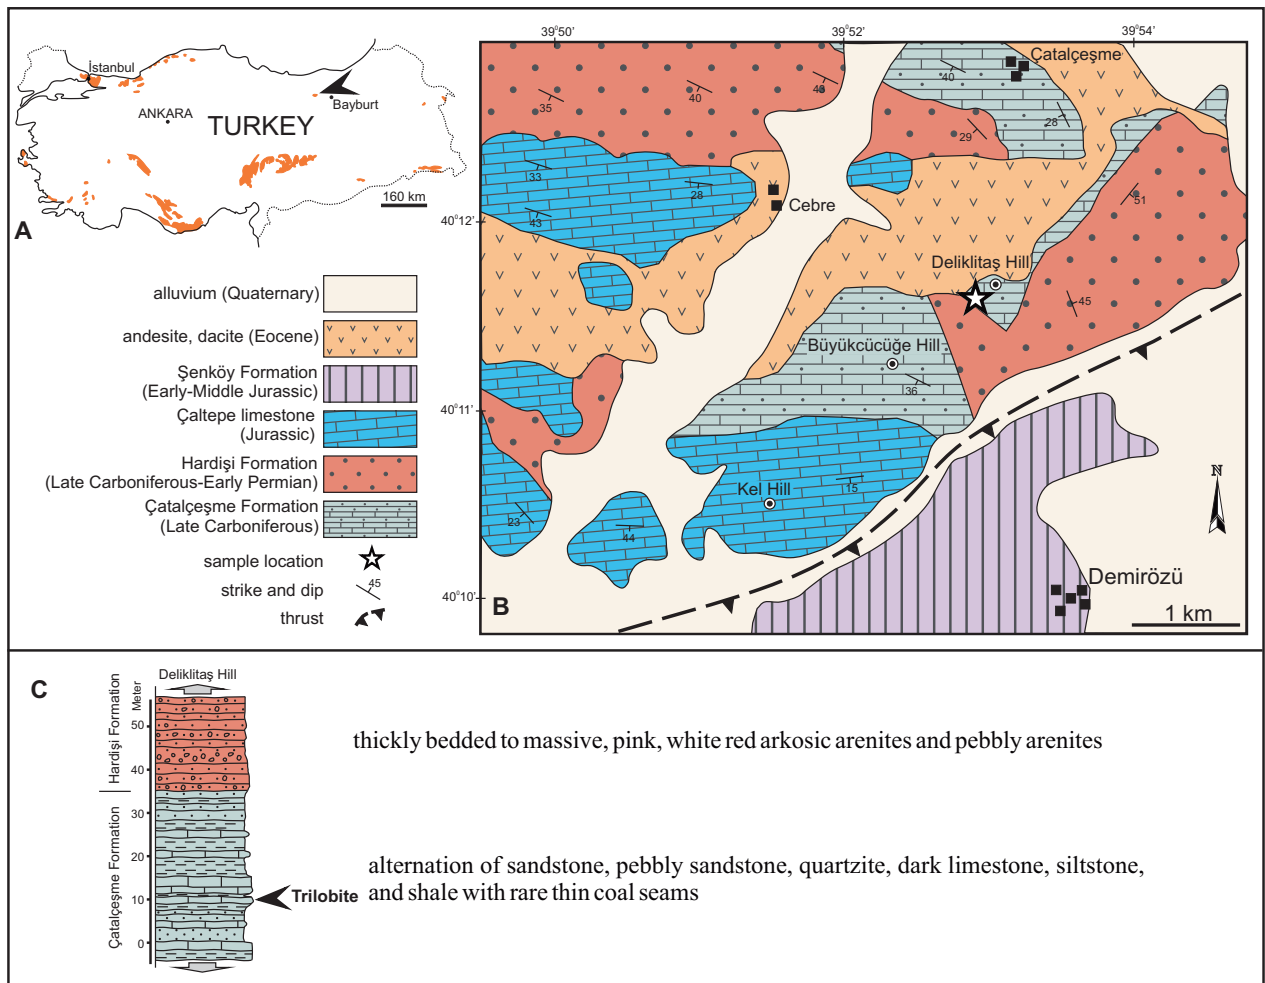 İstanbul
ANKARA
TURKEY
Bayburt
160 km
A
alluvium (Quaternary)
andesite, dacite (Eocene)
Şenköy Formation
(Early-Middle Jurassic)
Çaltepe limestone
(Jurassic)
Hardişi Formation
(Late Carboniferous-Early Permian)
Çatalçeşme Formation
(Late Carboniferous)
sample location
strike and dip
45
thrust
39°50'
39°52'
39°54'
40°12'
40°11'
40°10'
Çatalçeşme
40
28
35
40
43
29
33
28
43
51
Cebre
Deliklitaş Hill
45
Büyükcücüğe Hill
36
Kel Hill
15
23
44
N
Demirözü
1 km
B
C
Deliklitaş Hill
Meter
Hardişi Formation
Çatalçeşme Formation
50
40
30
20
10
0
Trilobite
thickly bedded to massive, pink, white red arkosic arenites and pebbly arenites
alternation of sandstone, pebbly sandstone, quartzite, dark limestone, siltstone,
and shale with rare thin coal seams